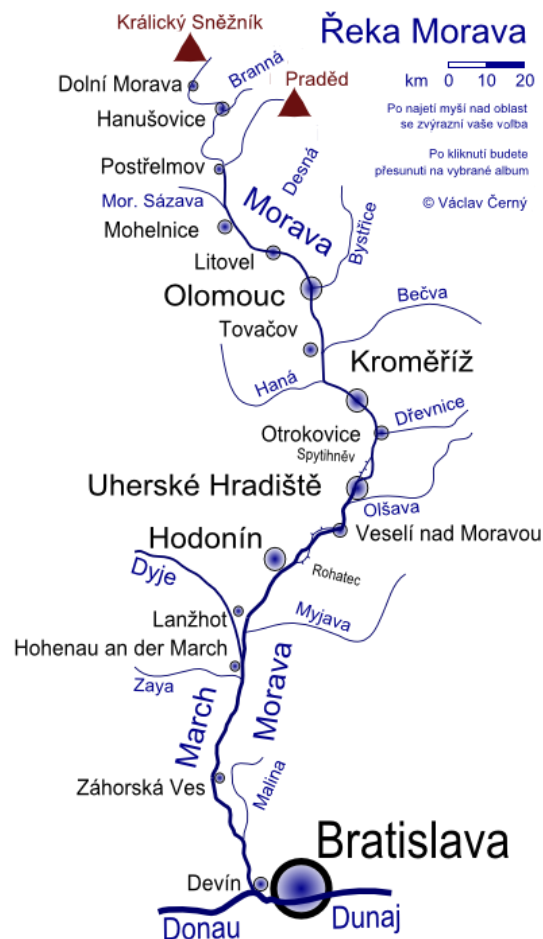 Králický Sněžník
Řeka Morava
Dolní Morava
Branná
Praděd
km 0 10 20
Hanušovice
Po najetí myší nad oblast
se zvýrazní vaše volba
Postřelmov
Desná
Po kliknutí budete
přesunuti na vybrané album
Mor. Sázava
Morava
© Václav Černý
Mohelnice
Bystřice
Litovel
Olomouc
Bečva
Tovačov
Kroměříž
Haná
Dřevnice
Otrokovice
Spytihněv
Uherské Hradiště
Olšava
Veselí nad Moravou
Hodonín
Dyje
Rohatec
Lanžhot
Myjava
Hohenau an der March
Zaya
March
Morava
Malina
Záhorská Ves
Bratislava
Devín
Donau
Dunaj